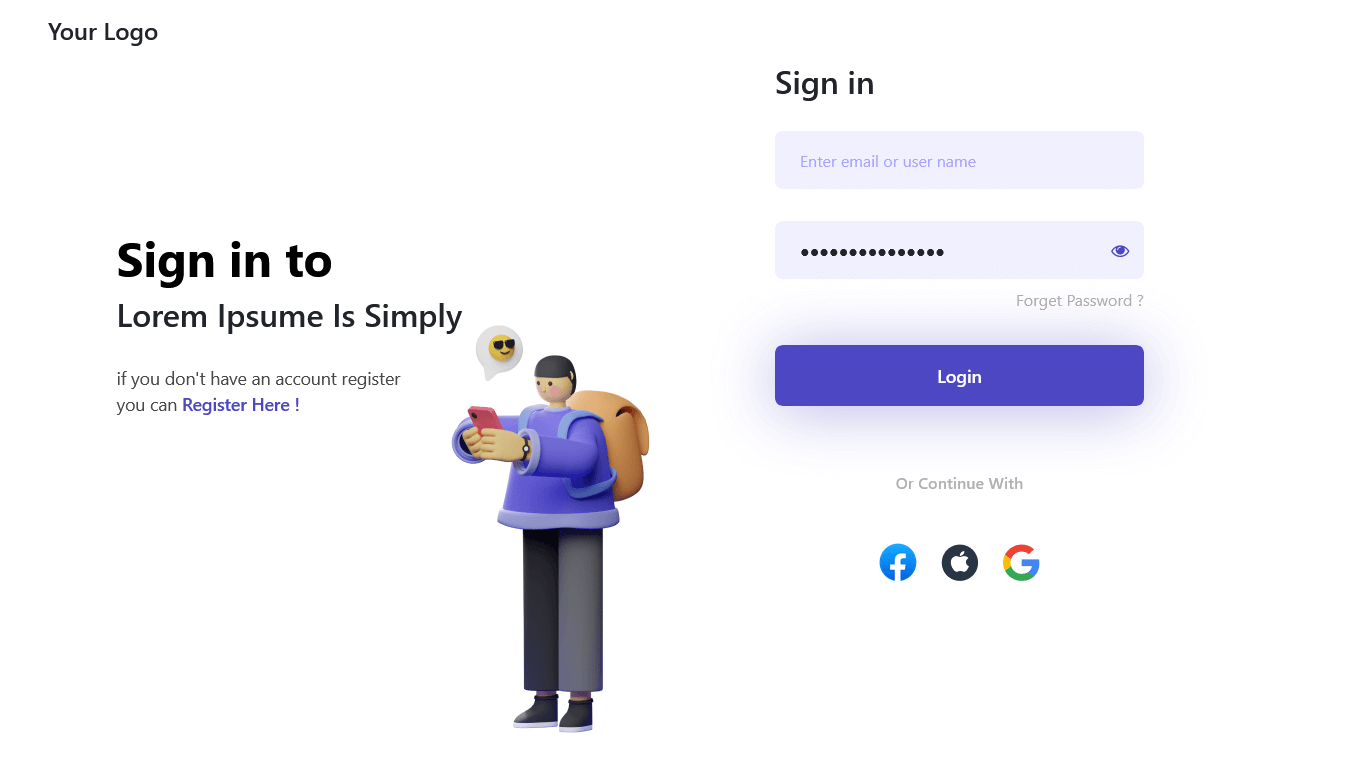 Your Logo
Sign in
Enter email or user name
•••••••••••••••
Forget Password ?
Login
Or Continue With
Sign in to
Lorem Ipsume Is Simply
if you don't have an account register
you can Register Here !